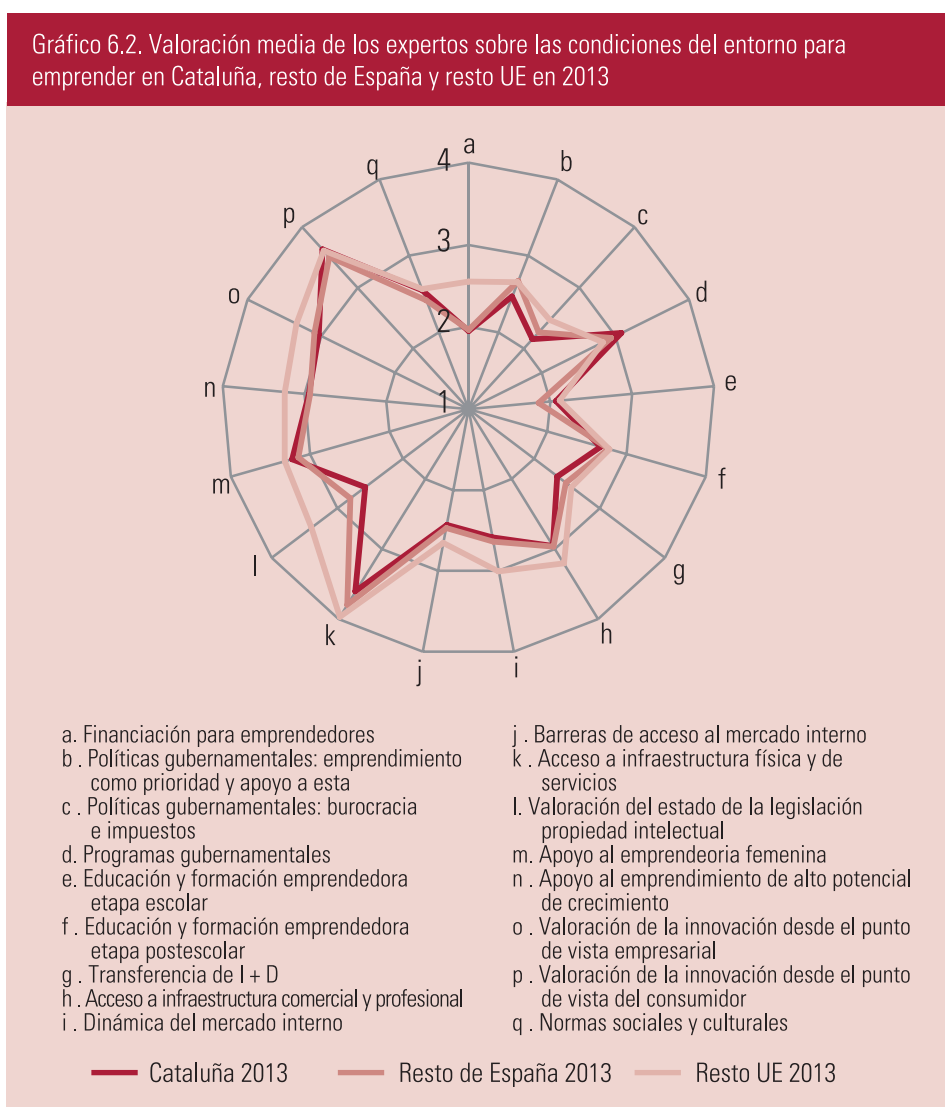 Gráfico 6.2. Valoración media de los expertos sobre las condiciones del entorno para
emprender en Cataluña, resto de España y resto UE en 2013
a
b
c
d
e
f
g
h
i
j
k
l
m
n
o
p
q
4
3
2
1
a. Financiación para emprendedores
b . Políticas gubernamentales: emprendimiento
como prioridad y apoyo a esta
c . Políticas gubernamentales: burocracia
e impuestos
d. Programas gubernamentales
e. Educación y formación emprendedora
etapa escolar
f . Educación y formación emprendedora
etapa postescolar
g . Transferencia de I + D
h . Acceso a infraestructura comercial y profesional
i . Dinámica del mercado interno
j . Barreras de acceso al mercado interno
k . Acceso a infraestructura física y de
servicios
l. Valoración del estado de la legislación
propiedad intelectual
m. Apoyo al emprendeoria femenina
n . Apoyo al emprendimiento de alto potencial
de crecimiento
o . Valoración de la innovación desde el punto
de vista empresarial
p . Valoración de la innovación desde el punto
de vista del consumidor
q . Normas sociales y culturales
Cataluña 2013
Resto de España 2013
Resto UE 2013